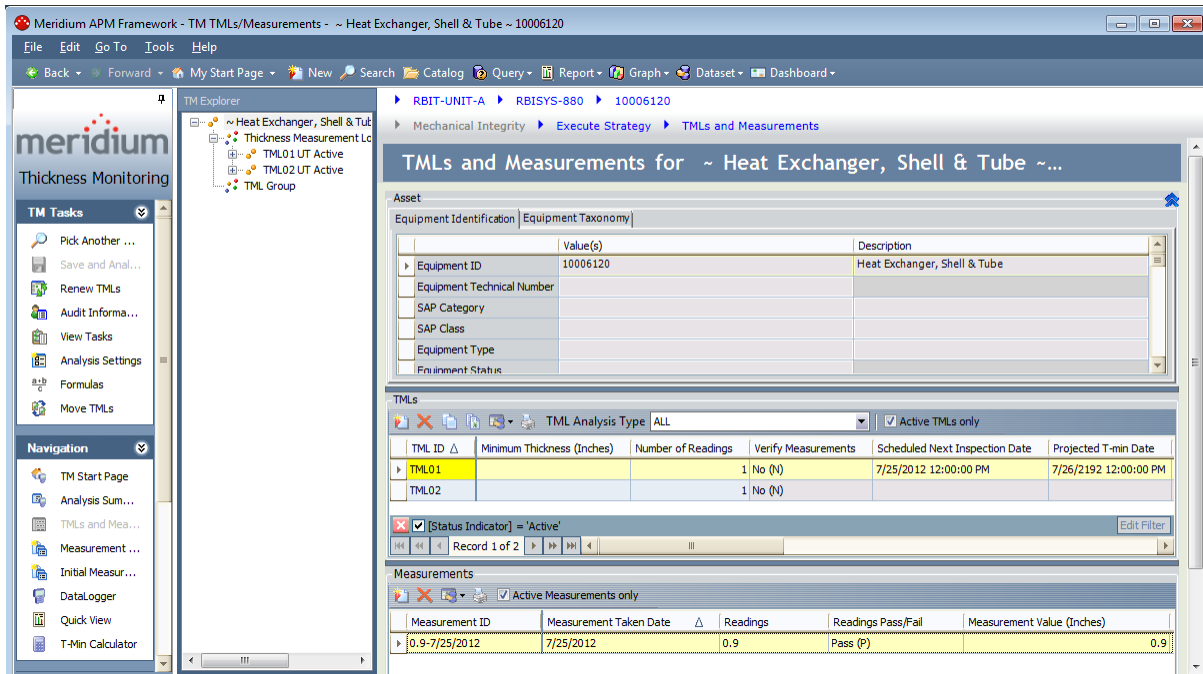 Meridium APM Framework - TM TMLs/Measurements - ~ Heat Exchanger, Shell & Tube ~ 10006120
File Edit Go To Tools Help
Back Forward My Start Page New Search Catalog Query Report Graph Dataset Dashboard
meridium
Thickness Monitoring
TM Tasks
Pick Another ...
Save and Anal...
Renew TMLs
Audit Informa...
View Tasks
Analysis Settings
Formulas
Move TMLs
Navigation
TM Start Page
Analysis Sum...
TMLs and Mea...
Measurement ...
Initial Measur...
DataLogger
Quick View
T-Min Calculator
TM Explorer
~ Heat Exchanger, Shell & Tub
Thickness Measurement Lo
TML01 UT Active
TML02 UT Active
TML Group
RBIT-UNIT-A RBISYS-880 10006120
Mechanical Integrity Execute Strategy TMLs and Measurements
TMLs and Measurements for ~ Heat Exchanger, Shell & Tube ~...
Asset
Equipment Identification Equipment Taxonomy
Value(s) Description
Equipment ID 10006120 Heat Exchanger, Shell & Tube
Equipment Technical Number
SAP Category
SAP Class
Equipment Type
Equipment Status
TMLs
TML Analysis Type ALL Active TMLs only
TML ID Minimum Thickness (Inches) Number of Readings Verify Measurements Scheduled Next Inspection Date Projected T-min Date
TML01 1 No (N) 7/25/2012 12:00:00 PM 7/26/2192 12:00:00 PM
TML02 1 No (N)
[Status Indicator] = 'Active' Edit Filter
Record 1 of 2
Measurements
Active Measurements only
Measurement ID Measurement Taken Date Readings Readings Pass/Fail Measurement Value (Inches)
0.9-7/25/2012 7/25/2012 0.9 Pass (P) 0.9